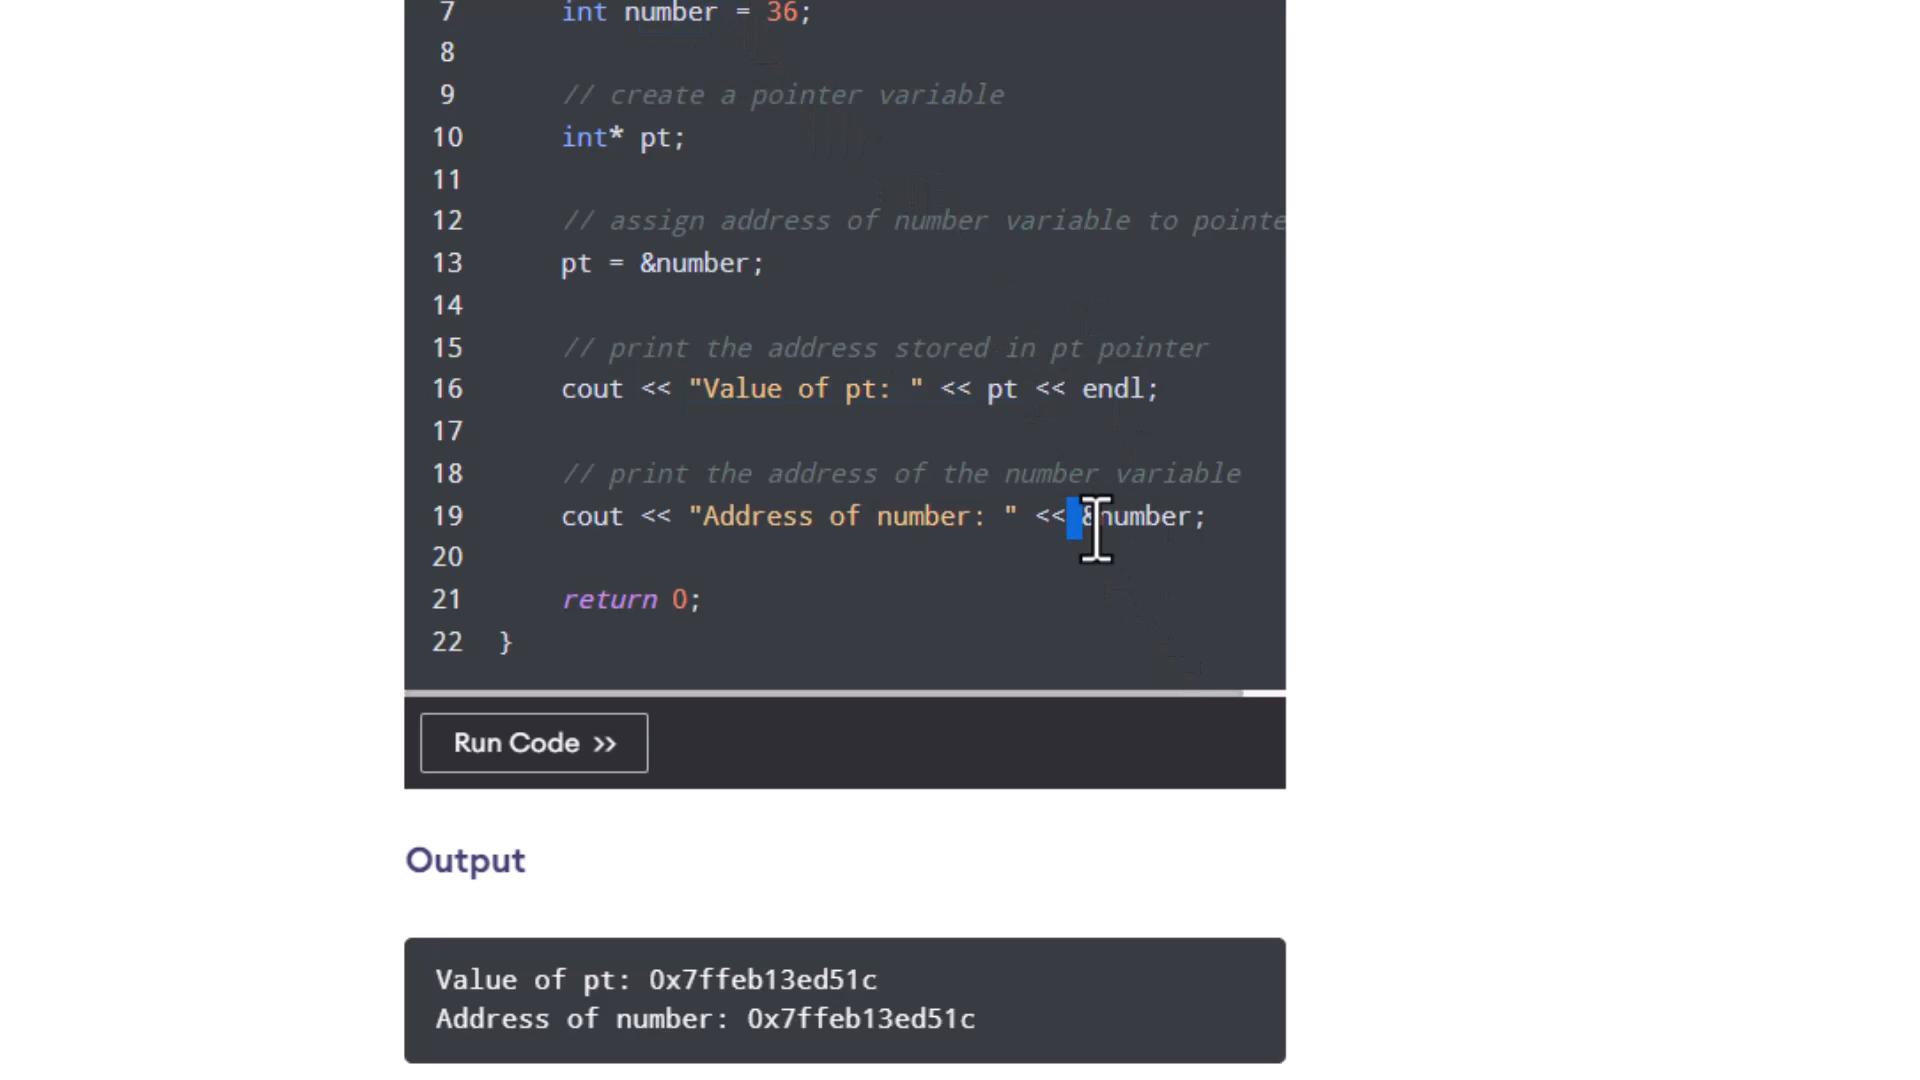 7 int number = 36;
8
9 // create a pointer variable
10 int* pt;
11
12 // assign address of number variable to pointe
13 pt = &number;
14
15 // print the address stored in pt pointer
16 cout << "Value of pt: " << pt << endl;
17
18 // print the address of the number variable
19 cout << "Address of number: " << &number;
20
21 return 0;
22 }
Run Code >>
Output
Value of pt: 0x7ffeb13ed51c
Address of number: 0x7ffeb13ed51c